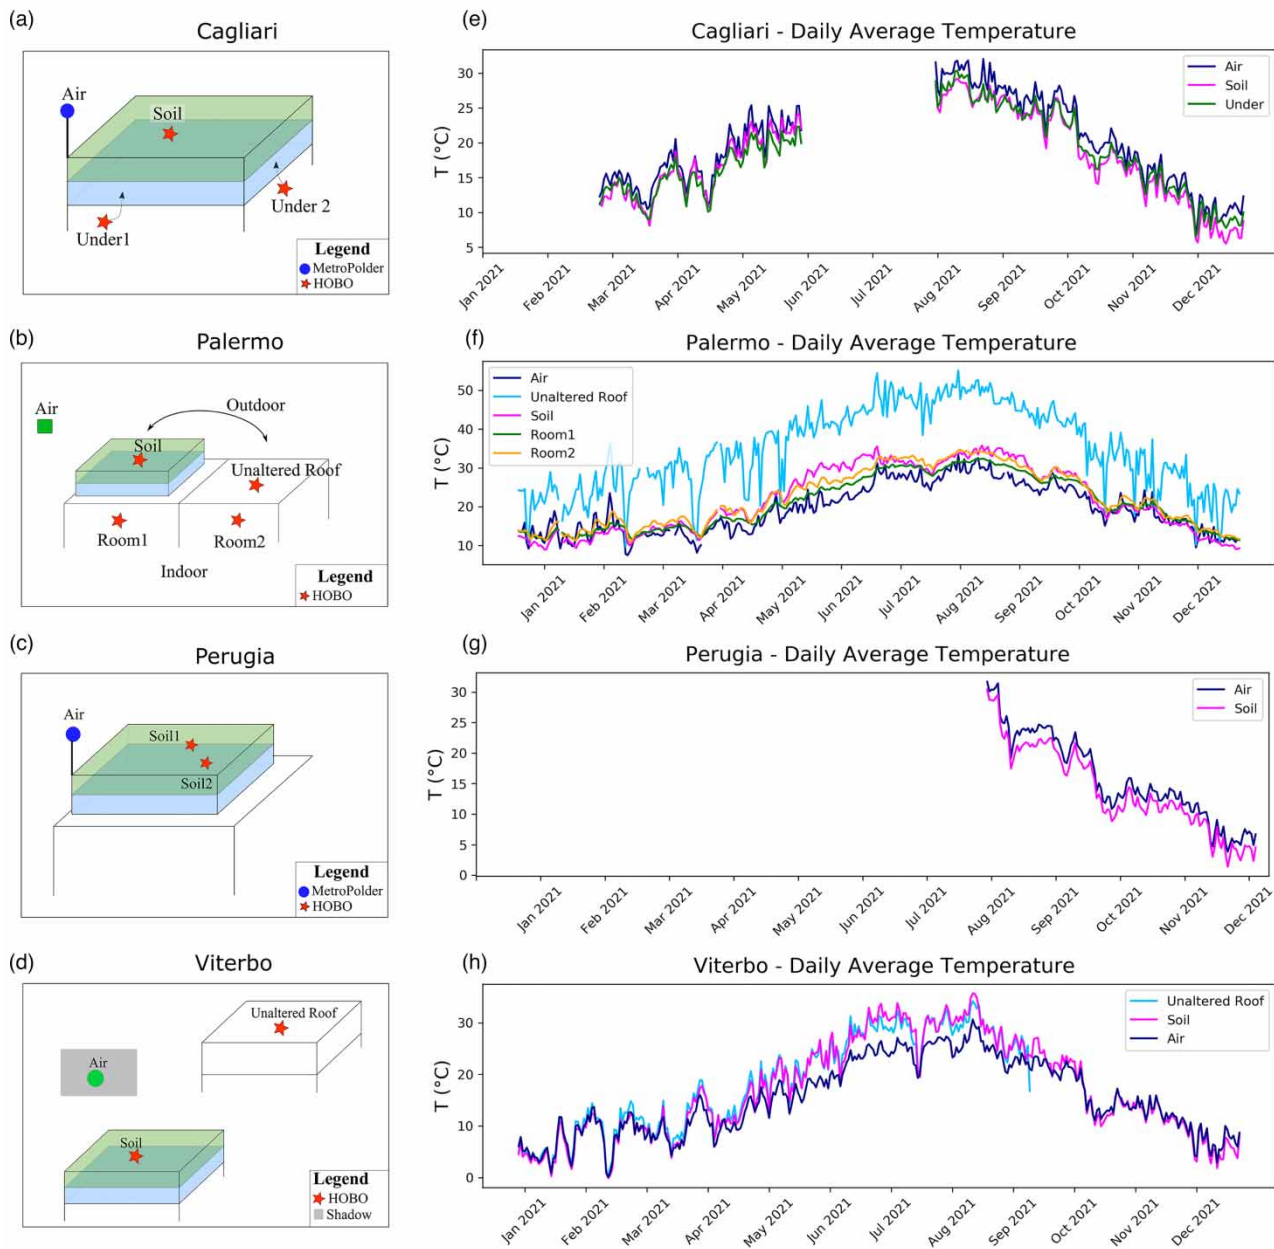 (a)
Cagliari
Air
Soil
Under 2
Under1
Legend
MetroPolder
HOBO
(e)
Cagliari - Daily Average Temperature
T (°C)
30
25
20
15
10
5
Air
Soil
Under
Jan 2021
Feb 2021
Mar 2021
Apr 2021
May 2021
Jun 2021
Jul 2021
Aug 2021
Sep 2021
Oct 2021
Nov 2021
Dec 2021
(b)
Palermo
Air
Outdoor
Soil
Unaltered Roof
Room1
Room2
Indoor
Legend
HOBO
(f)
Palermo - Daily Average Temperature
T (°C)
50
40
30
20
10
Air
Unaltered Roof
Soil
Room1
Room2
Jan 2021
Feb 2021
Mar 2021
Apr 2021
May 2021
Jun 2021
Jul 2021
Aug 2021
Sep 2021
Oct 2021
Nov 2021
Dec 2021
(c)
Perugia
Air
Soil1
Soil2
Legend
MetroPolder
HOBO
(g)
Perugia - Daily Average Temperature
T (°C)
30
25
20
15
10
5
0
Air
Soil
Jan 2021
Feb 2021
Mar 2021
Apr 2021
May 2021
Jun 2021
Jul 2021
Aug 2021
Sep 2021
Oct 2021
Nov 2021
Dec 2021
(d)
Viterbo
Unaltered Roof
Air
Soil
Legend
HOBO
Shadow
(h)
Viterbo - Daily Average Temperature
T (°C)
30
20
10
0
Unaltered Roof
Soil
Air
Jan 2021
Feb 2021
Mar 2021
Apr 2021
May 2021
Jun 2021
Jul 2021
Aug 2021
Sep 2021
Oct 2021
Nov 2021
Dec 2021